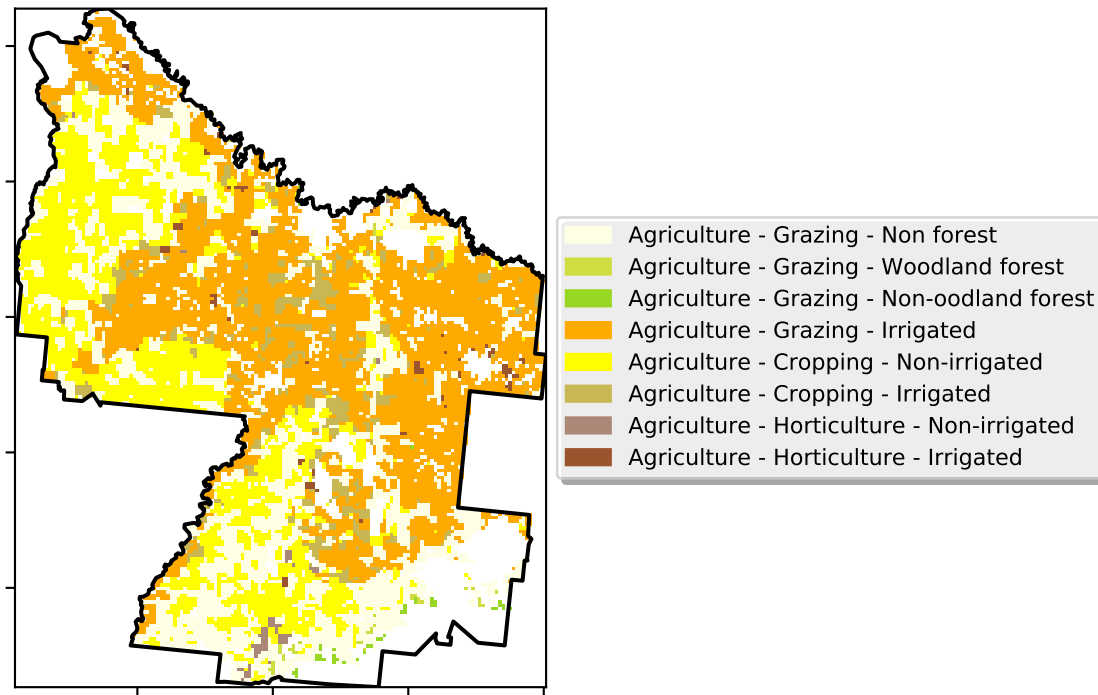 Agriculture - Grazing - Non forest
Agriculture - Grazing - Woodland forest
Agriculture - Grazing - Non-oodland forest
Agriculture - Grazing - Irrigated
Agriculture - Cropping - Non-irrigated
Agriculture - Cropping - Irrigated
Agriculture - Horticulture - Non-irrigated
Agriculture - Horticulture - Irrigated